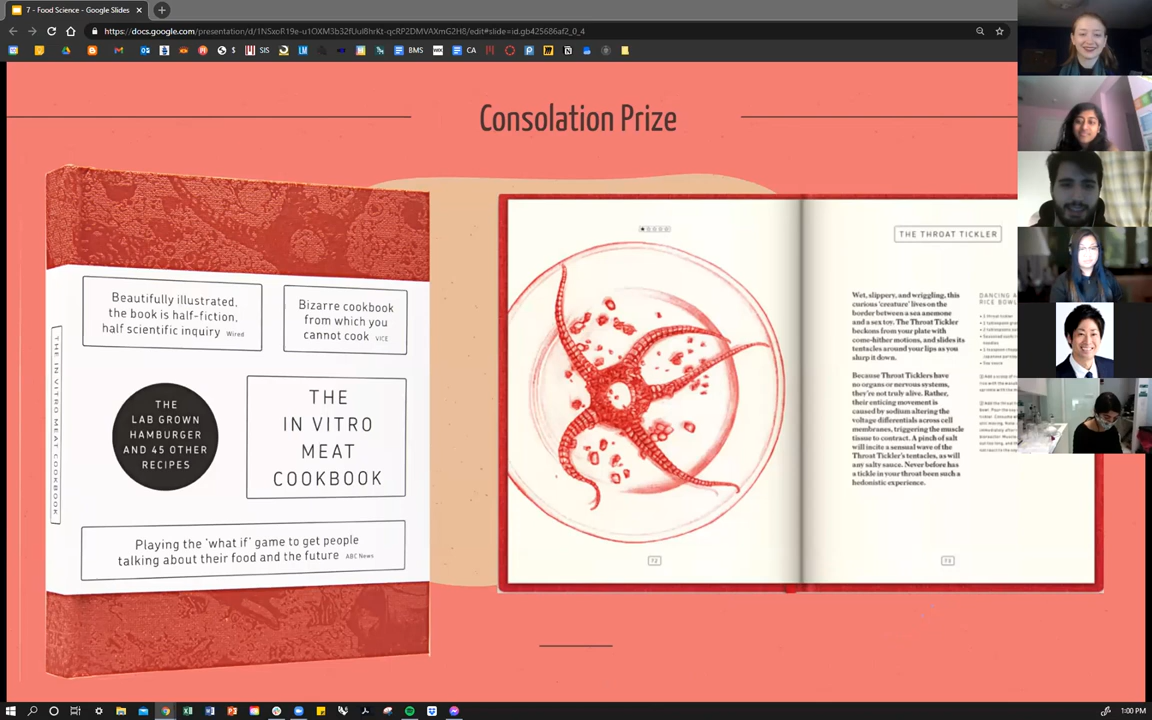 7 - Food Science - Google Slides
SIS
BMS
CA
Consolation Prize
Beautifully illustrated,
the book is half-fiction,
half scientific inquiry Wired
Bizarre cookbook
from which you
cannot cook VICE
THE IN VITRO MEAT COOKBOOK
THE
LAB GROWN
HAMBURGER
AND 45 OTHER
RECIPES
THE
IN VITRO
MEAT
COOKBOOK
Playing the 'what if' game to get people
talking about their food and the future ABC News
72
THE THROAT TICKLER
Wet, slippery, and wriggling, this
curious 'creature' lives on the
border between a sea anemone
and a sex toy. The Throat Tickler
beckons from your plate with
come-hither motions, and slides its
tentacles around your lips as you
slurp it down.
Because Throat Ticklers have
no organs or nervous systems,
they're not truly alive. Rather,
their enticing movement is
caused by sodium altering the
voltage differentials across cell
membranes, triggering the muscle
tissue to contract. A pinch of salt
will incite a sensual wave of the
Throat Tickler's tentacles, as will
any salty sauce. Never before has
a tickle in your throat been such a
hedonistic experience.
DANCING
RICE BOWL
73
1:00 PM